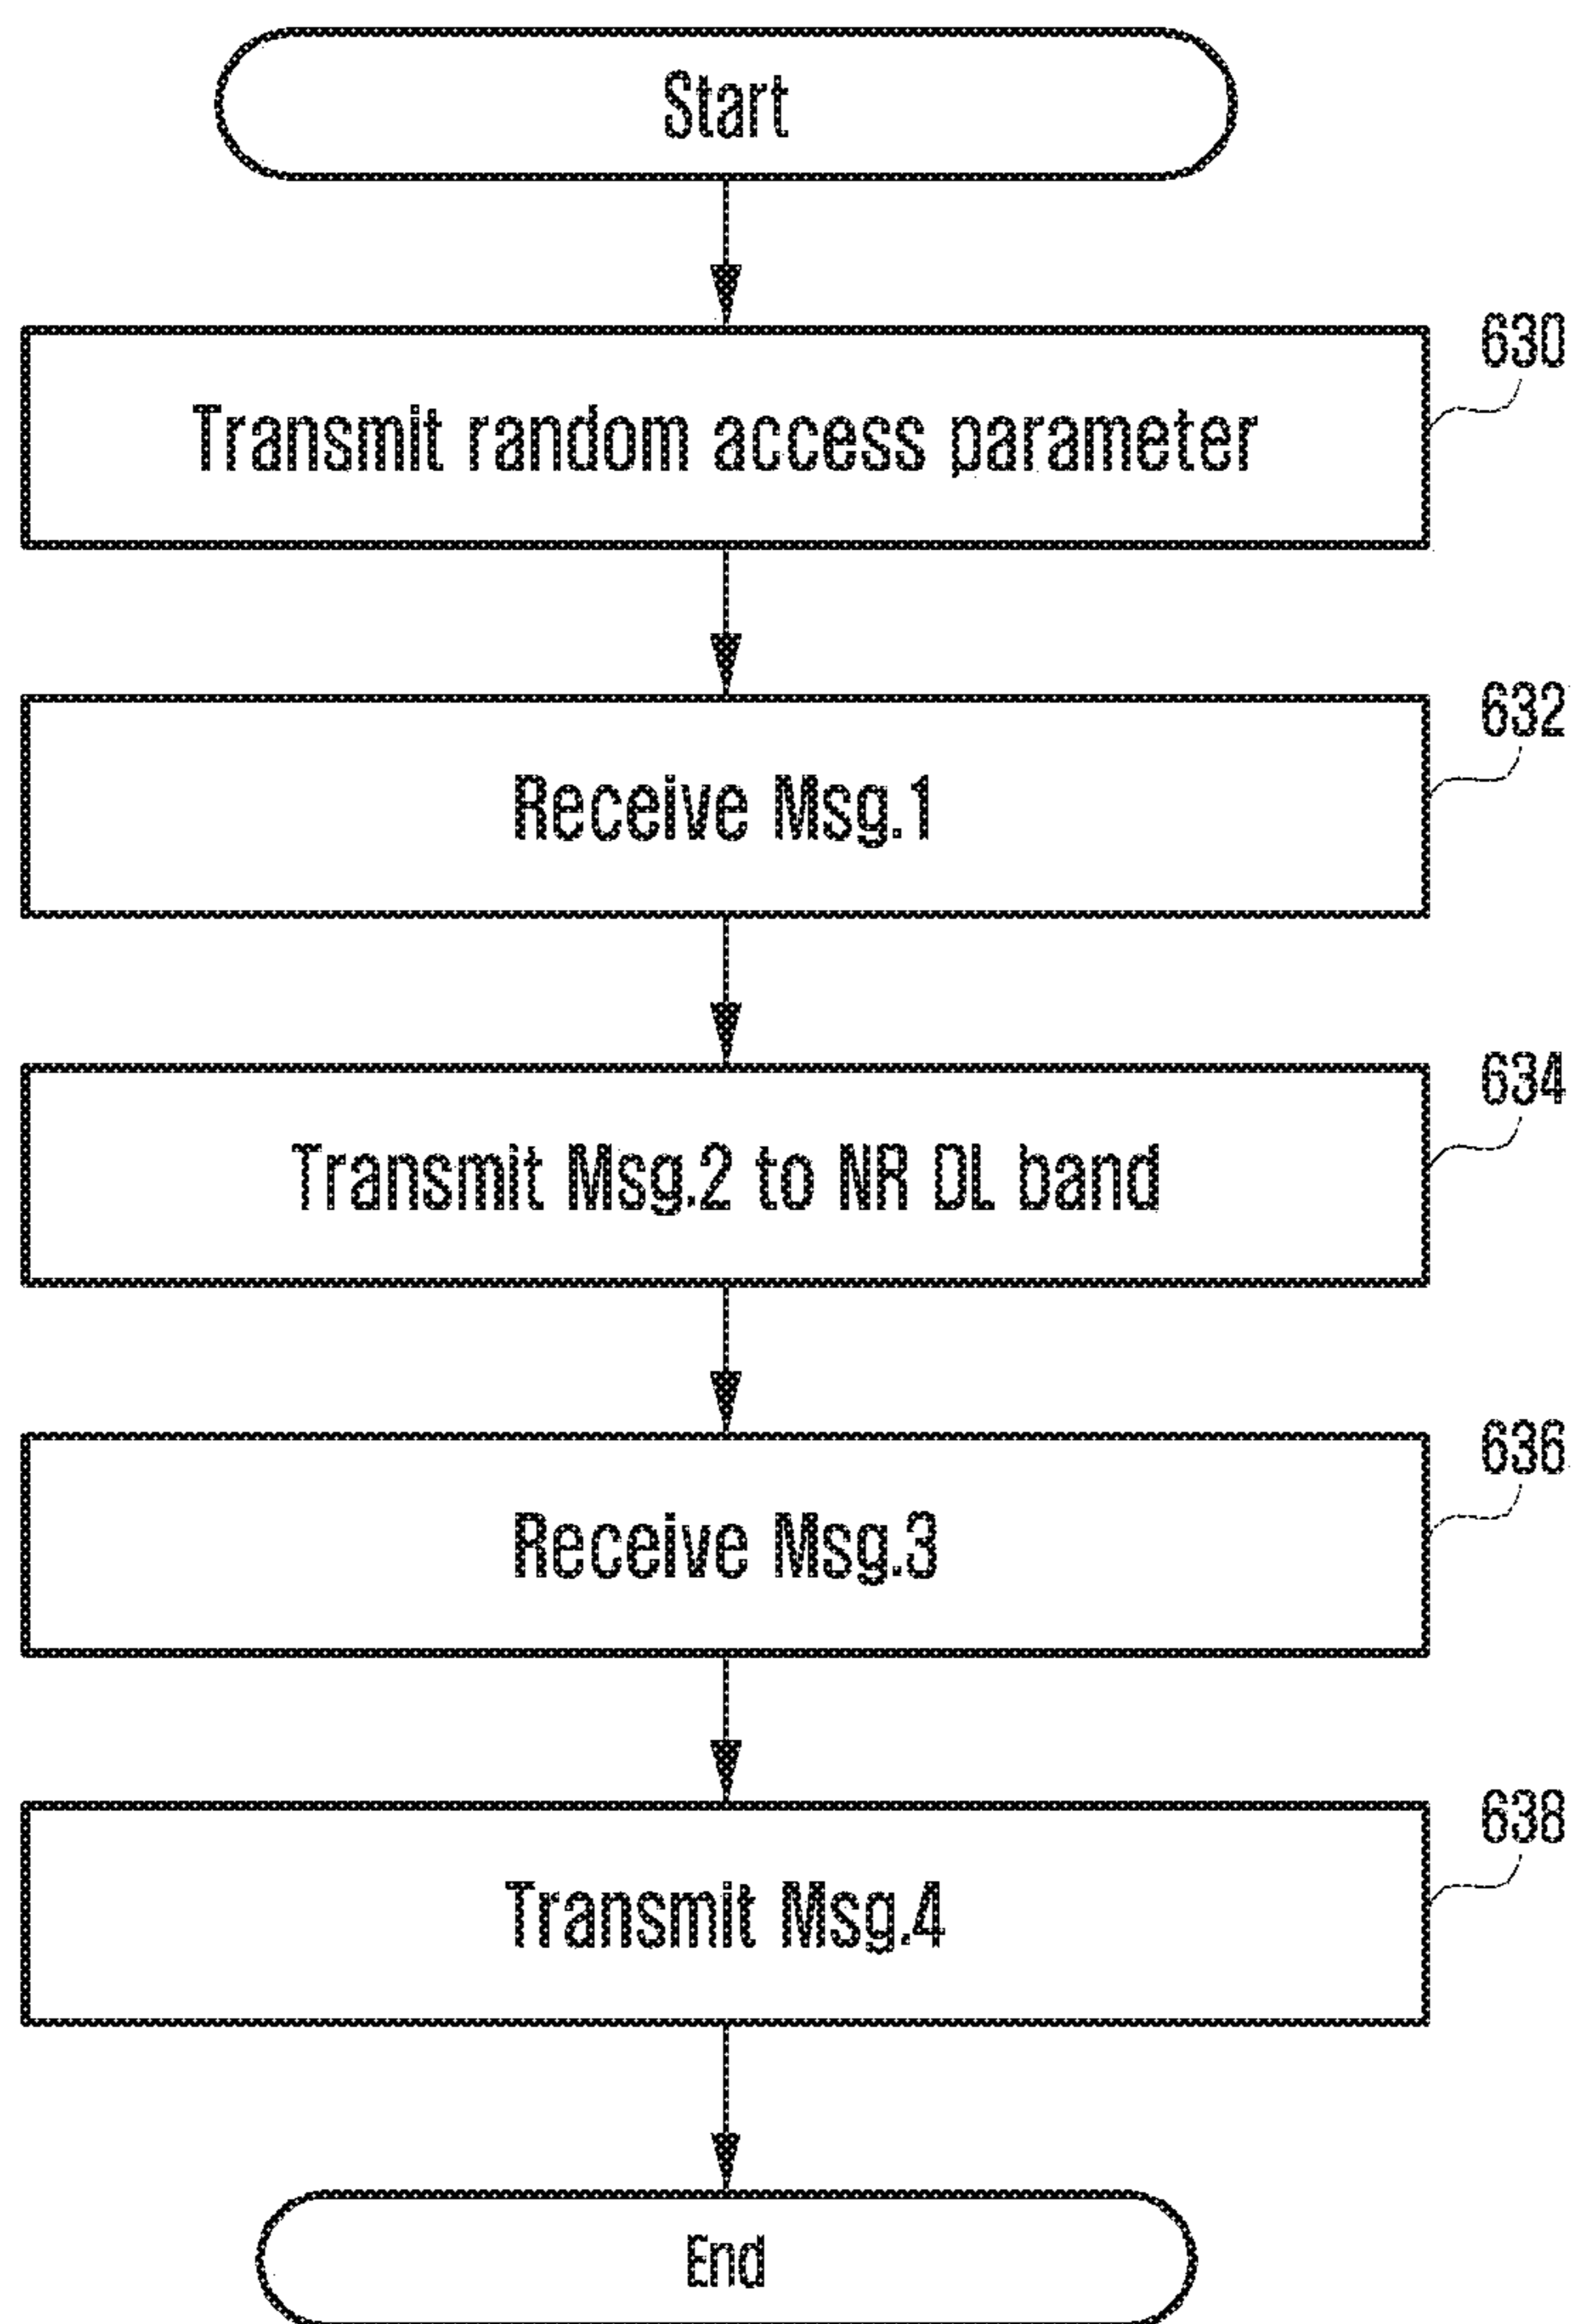 Start
630
Transmit random access parameter
632
Receive Msg.1
634
Transmit Msg.2 to NR DL band
636
Receive Msg.3
638
Transmit Msg.4
End